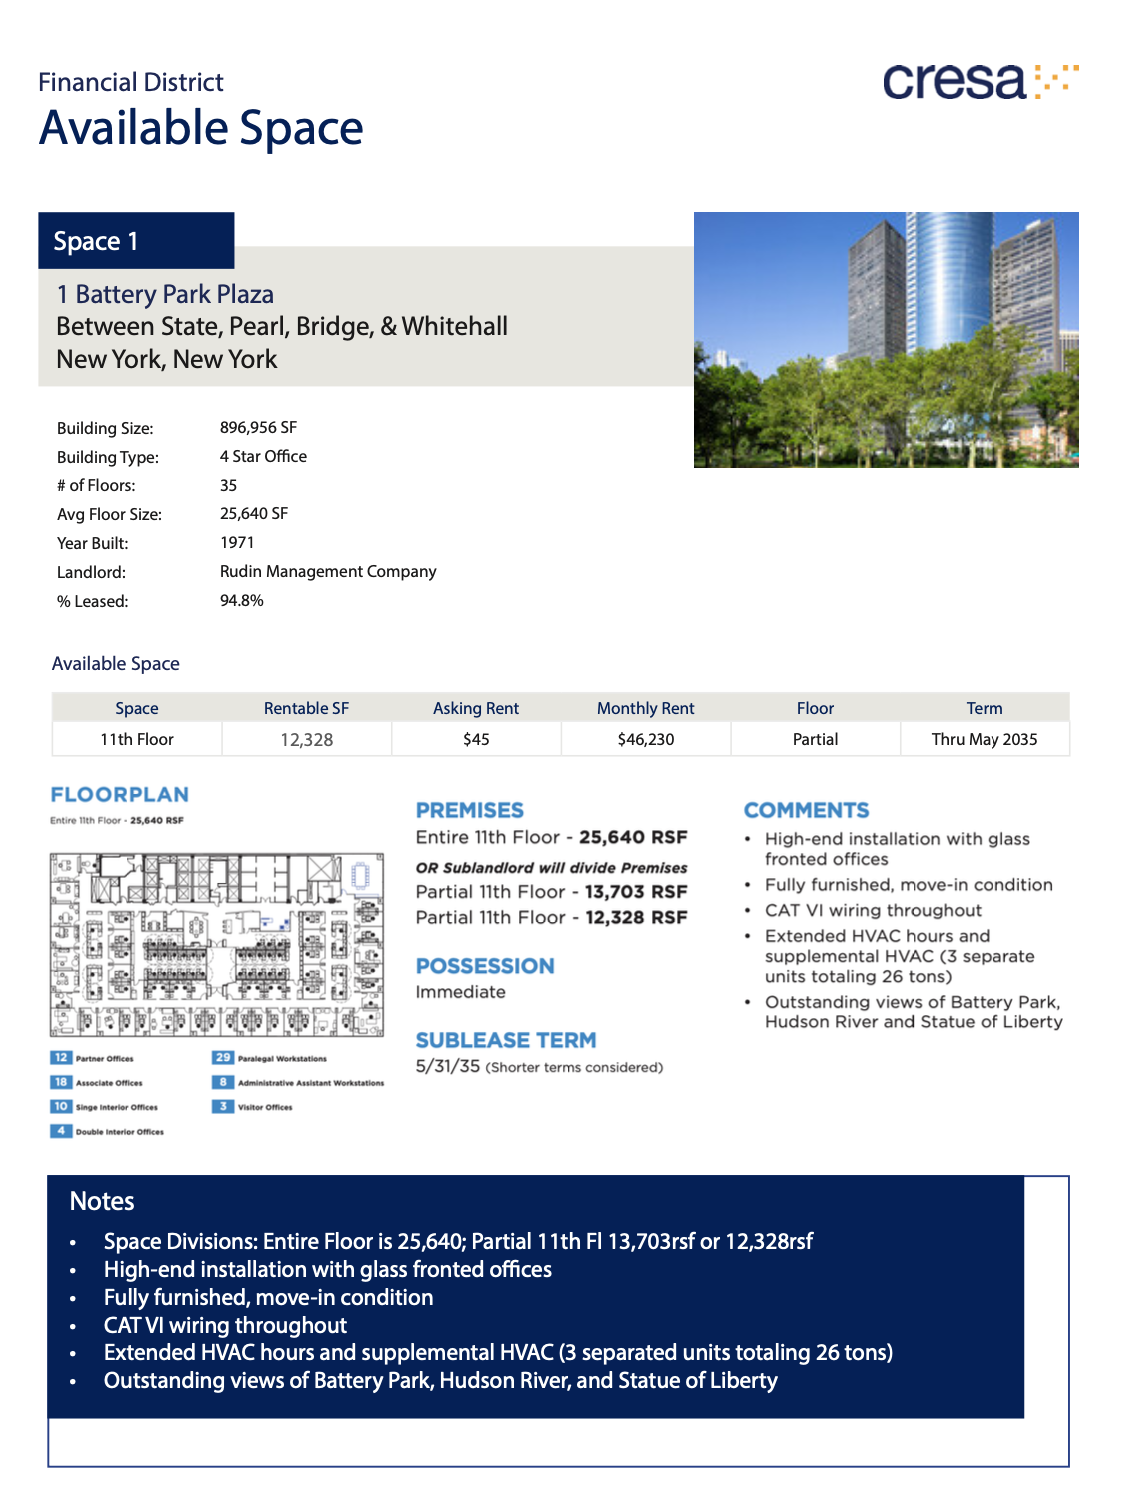 Financial District
Available Space
cresa
Space 1
1 Battery Park Plaza
Between State, Pearl, Bridge, & Whitehall
New York, New York
Building Size: 896,956 SF
Building Type: 4 Star Office
# of Floors: 35
Avg Floor Size: 25,640 SF
Year Built: 1971
Landlord: Rudin Management Company
% Leased: 94.8%
Available Space
Space Rentable SF Asking Rent Monthly Rent Floor Term
11th Floor 12,328 $45 $46,230 Partial Thru May 2035
FLOORPLAN
Entire 11th Floor - 25,640 RSF
12 Partner Offices
18 Associate Offices
10 Singe Interior Offices
4 Double Interior Offices
29 Paralegal Workstations
8 Administrative Assistant Workstations
3 Visitor Offices
PREMISES
Entire 11th Floor - 25,640 RSF
OR Sublandlord will divide Premises
Partial 11th Floor - 13,703 RSF
Partial 11th Floor - 12,328 RSF
POSSESSION
Immediate
SUBLEASE TERM
5/31/35 (Shorter terms considered)
COMMENTS
• High-end installation with glass
fronted offices
• Fully furnished, move-in condition
• CAT VI wiring throughout
• Extended HVAC hours and
supplemental HVAC (3 separate
units totaling 26 tons)
• Outstanding views of Battery Park,
Hudson River and Statue of Liberty
Notes
• Space Divisions: Entire Floor is 25,640; Partial 11th Fl 13,703rsf or 12,328rsf
• High-end installation with glass fronted offices
• Fully furnished, move-in condition
• CAT VI wiring throughout
• Extended HVAC hours and supplemental HVAC (3 separated units totaling 26 tons)
• Outstanding views of Battery Park, Hudson River, and Statue of Liberty